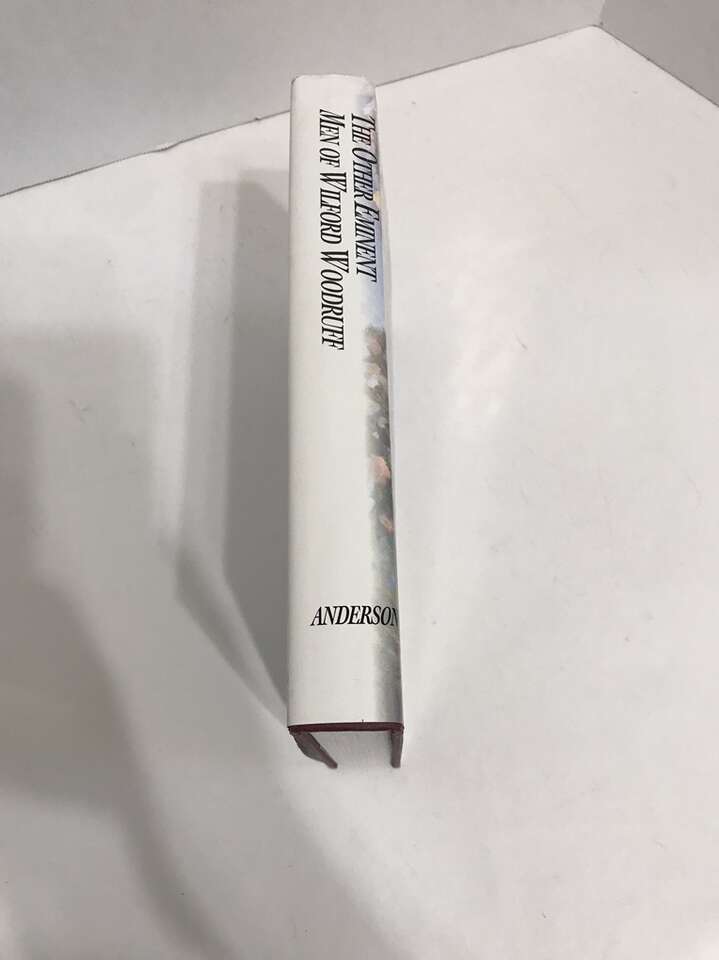 THE OTHER EMINENT
MEN OF WILFORD WOODRUFF
ANDERSON